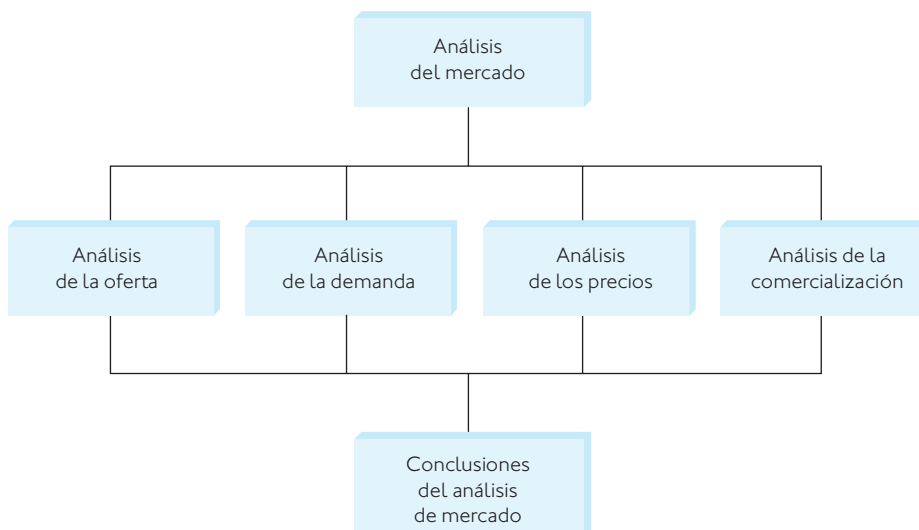 Análisis
del mercado
Análisis
de la oferta
Análisis
de la demanda
Análisis
de los precios
Análisis de la
comercialización
Conclusiones
del análisis
de mercado